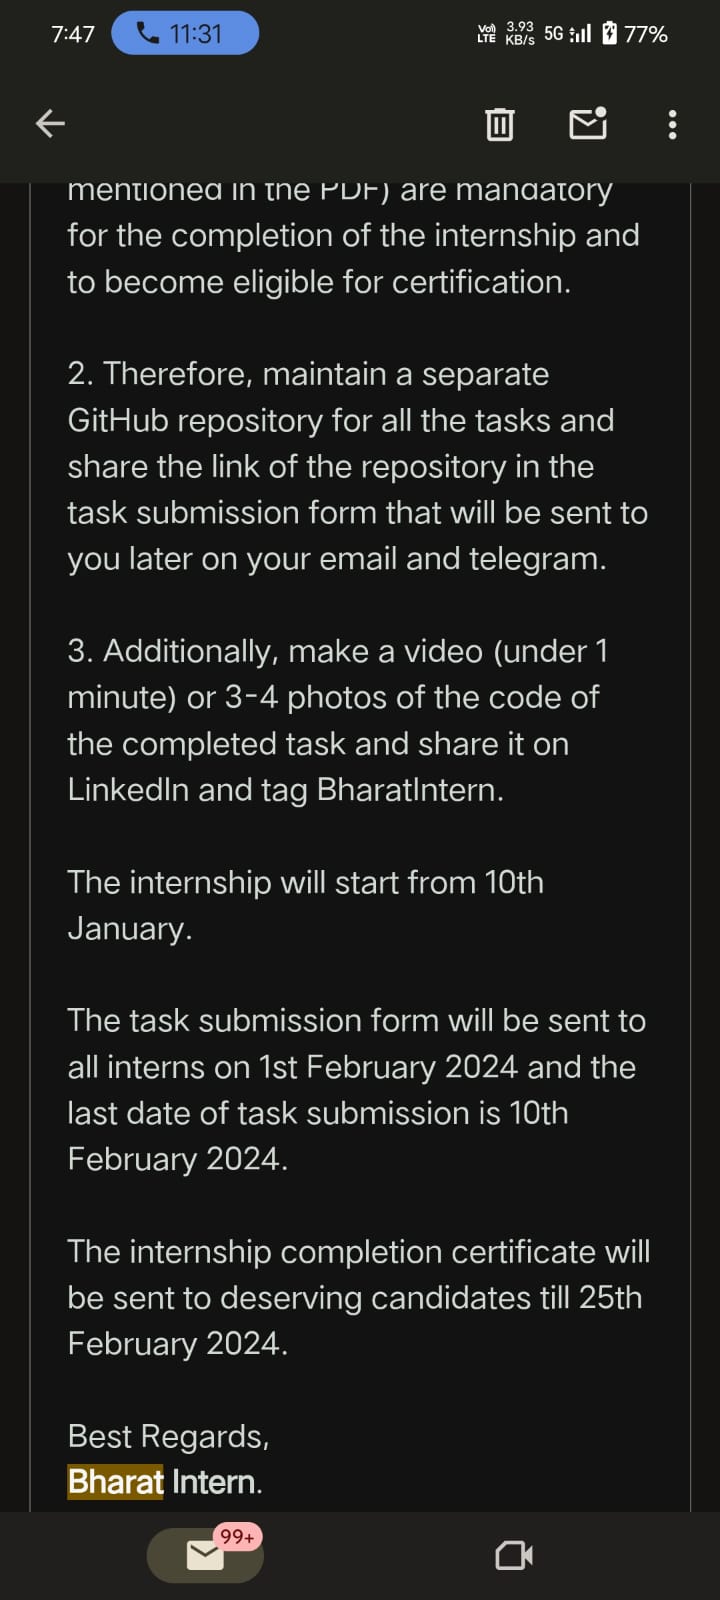 7:47
11:31
Vo) LTE
3.93 KB/s
5G
77%
mentioned in the PDF) are mandatory
for the completion of the internship and
to become eligible for certification.
2. Therefore, maintain a separate
GitHub repository for all the tasks and
share the link of the repository in the
task submission form that will be sent to
you later on your email and telegram.
3. Additionally, make a video (under 1
minute) or 3-4 photos of the code of
the completed task and share it on
LinkedIn and tag BharatIntern.
The internship will start from 10th
January.
The task submission form will be sent to
all interns on 1st February 2024 and the
last date of task submission is 10th
February 2024.
The internship completion certificate will
be sent to deserving candidates till 25th
February 2024.
Best Regards,
Bharat Intern.
99+